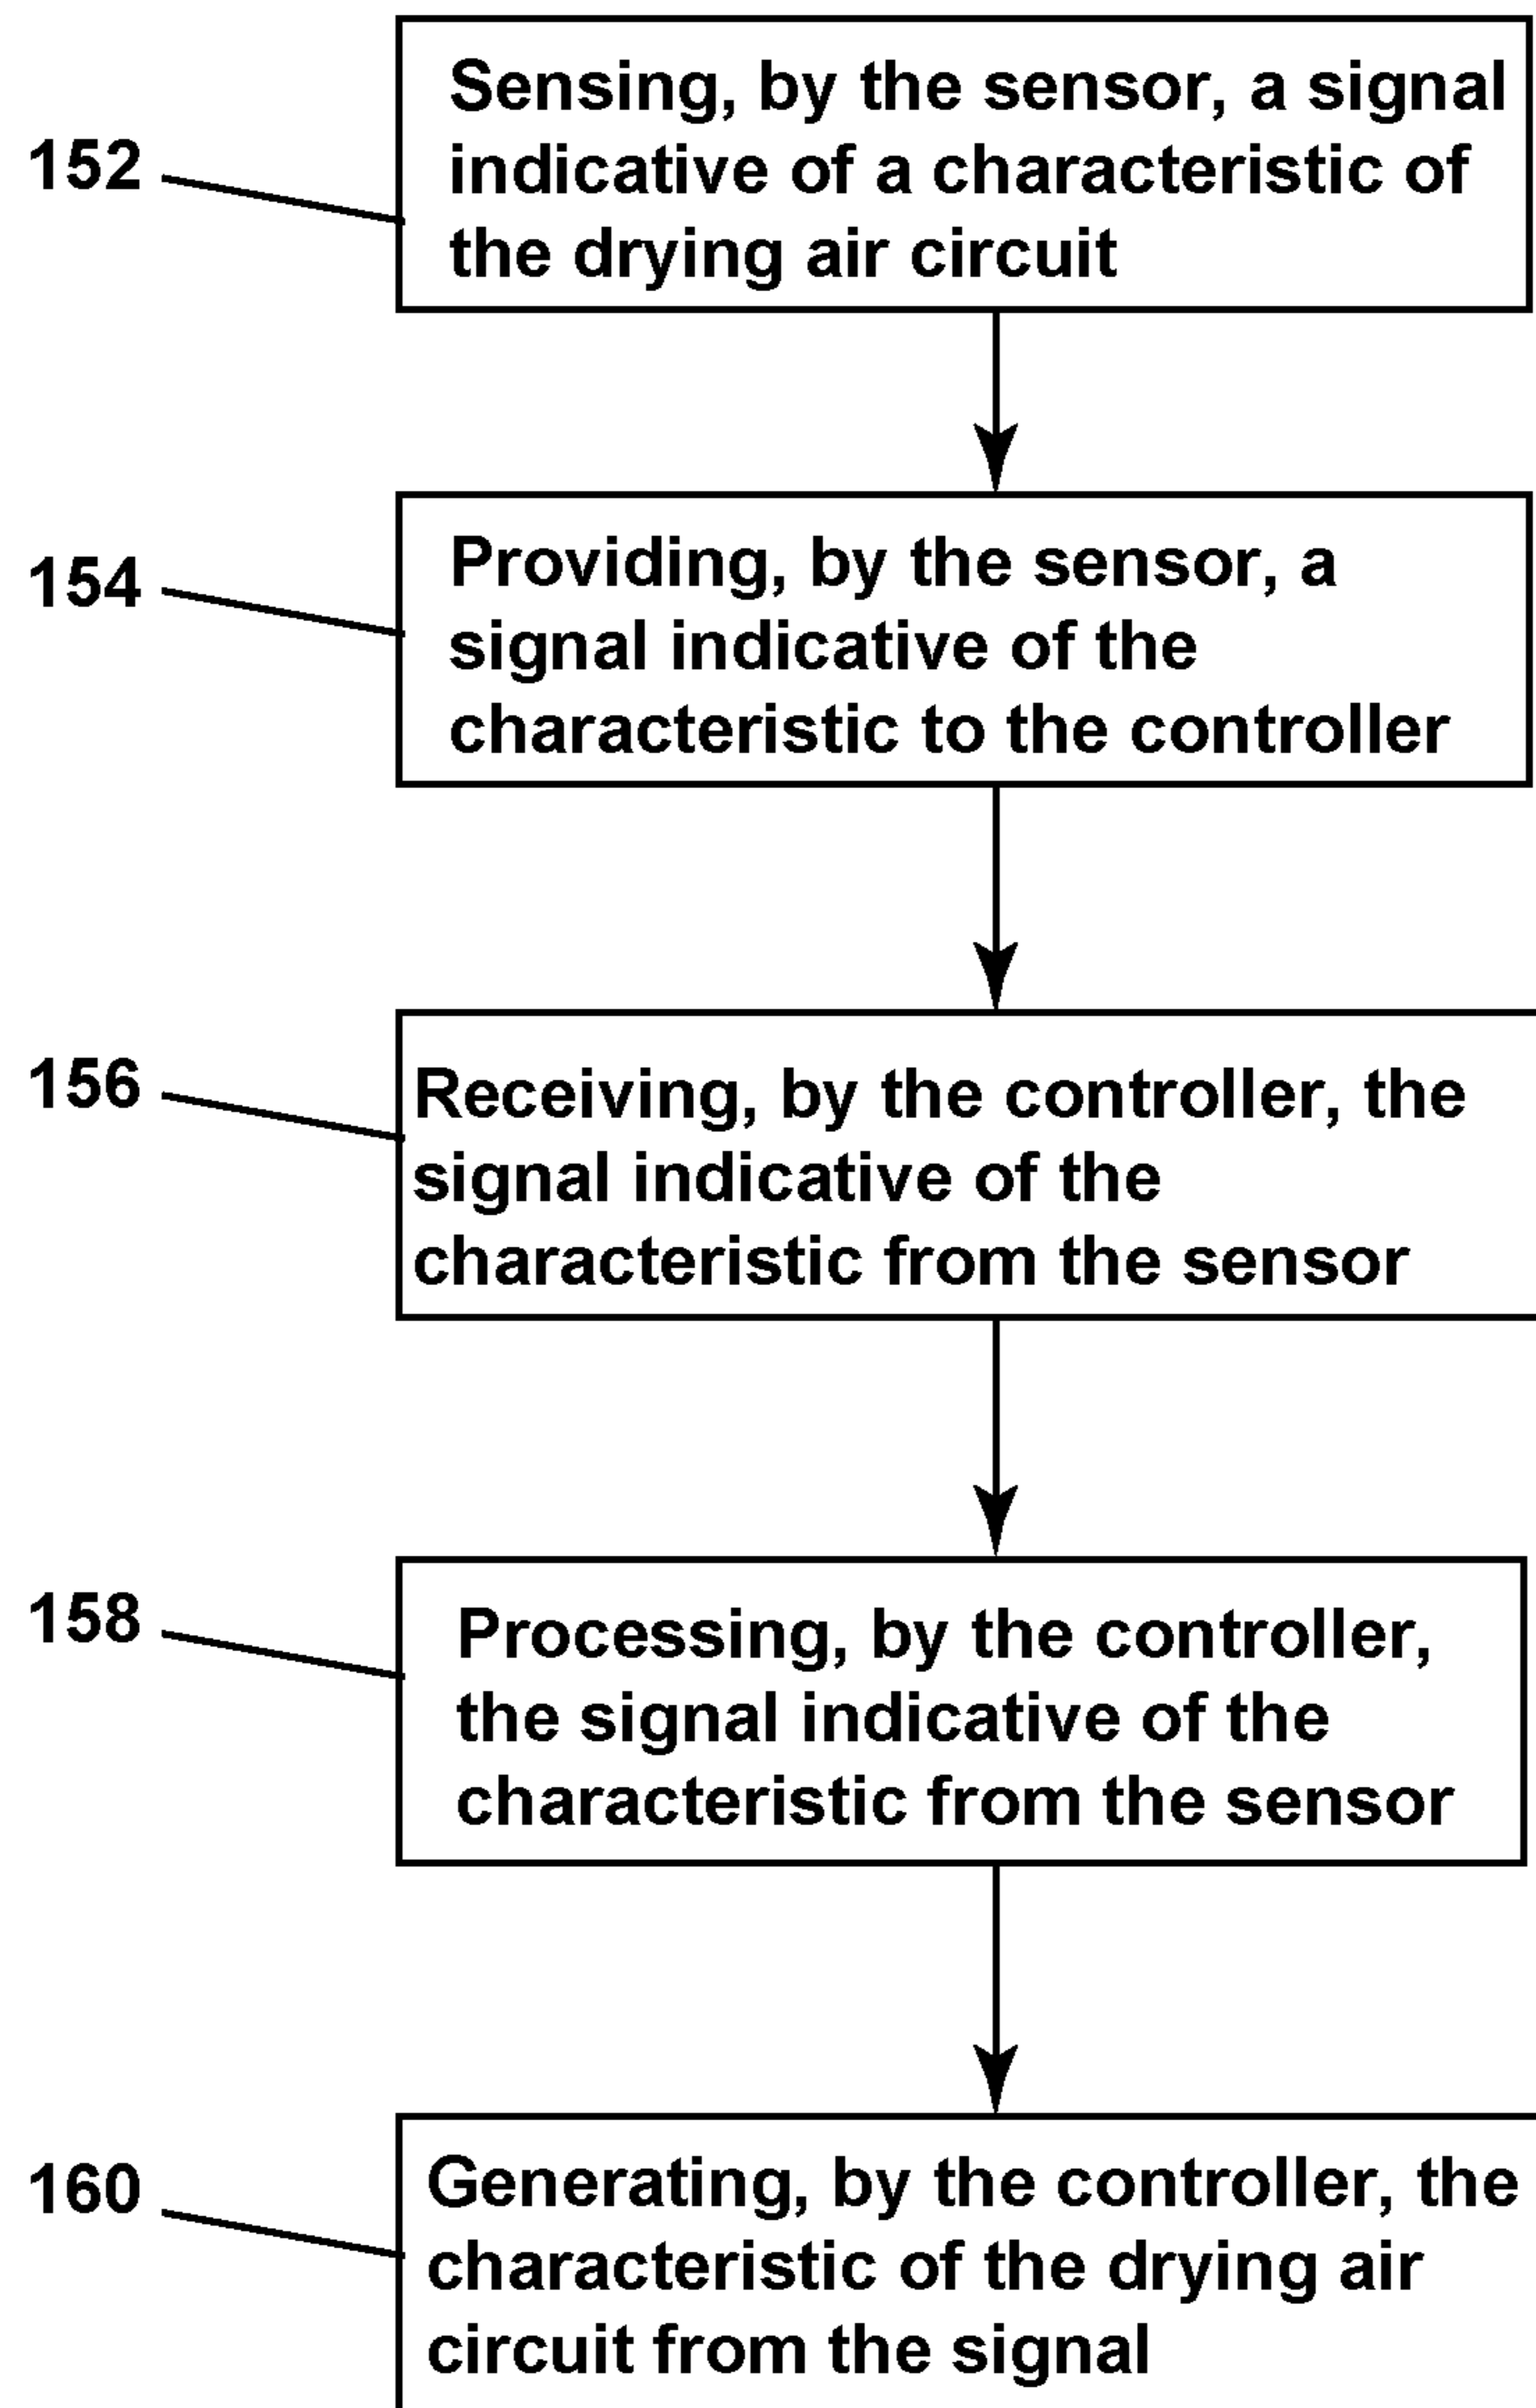 152
Sensing, by the sensor, a signal
indicative of a characteristic of
the drying air circuit
154
Providing, by the sensor, a
signal indicative of the
characteristic to the controller
156
Receiving, by the controller, the
signal indicative of the
characteristic from the sensor
158
Processing, by the controller,
the signal indicative of the
characteristic from the sensor
160
Generating, by the controller, the
characteristic of the drying air
circuit from the signal